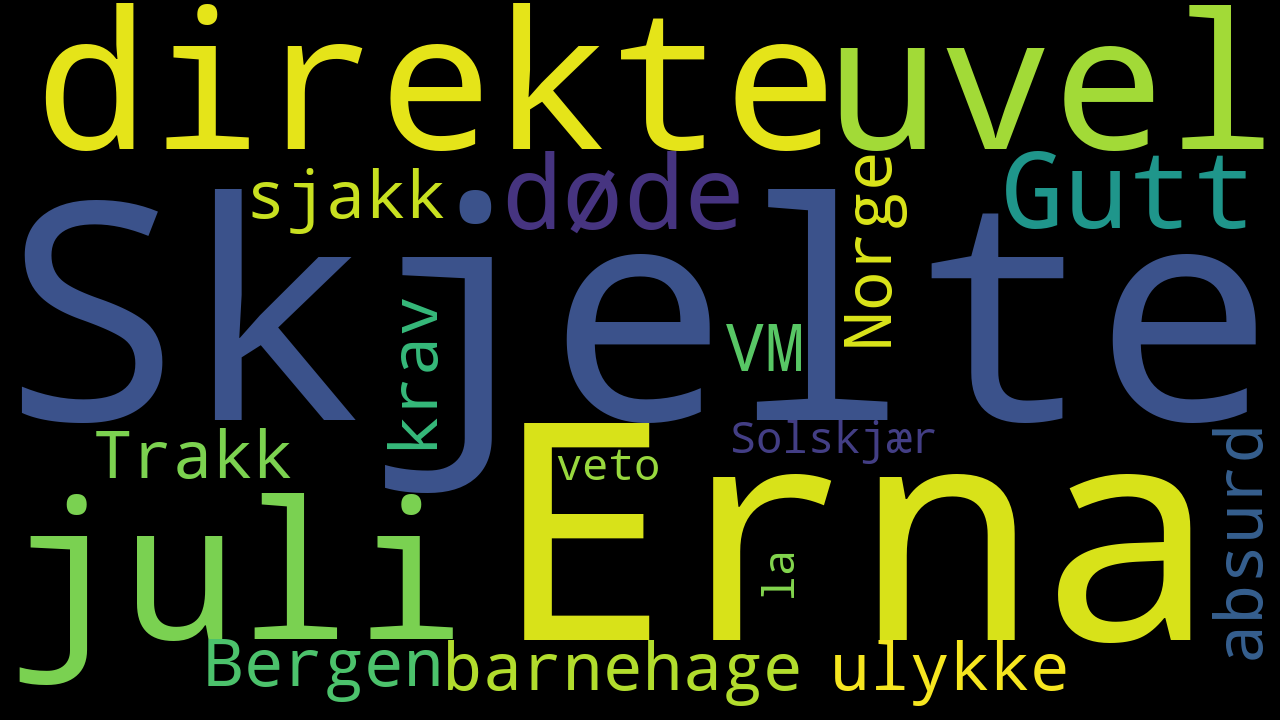 direkte uvel
sjakk døde Norge Gutt
Skjelte
krav VM
Trakk veto Solskjær absurd
juli Erna
la
Bergen barnehage ulykke